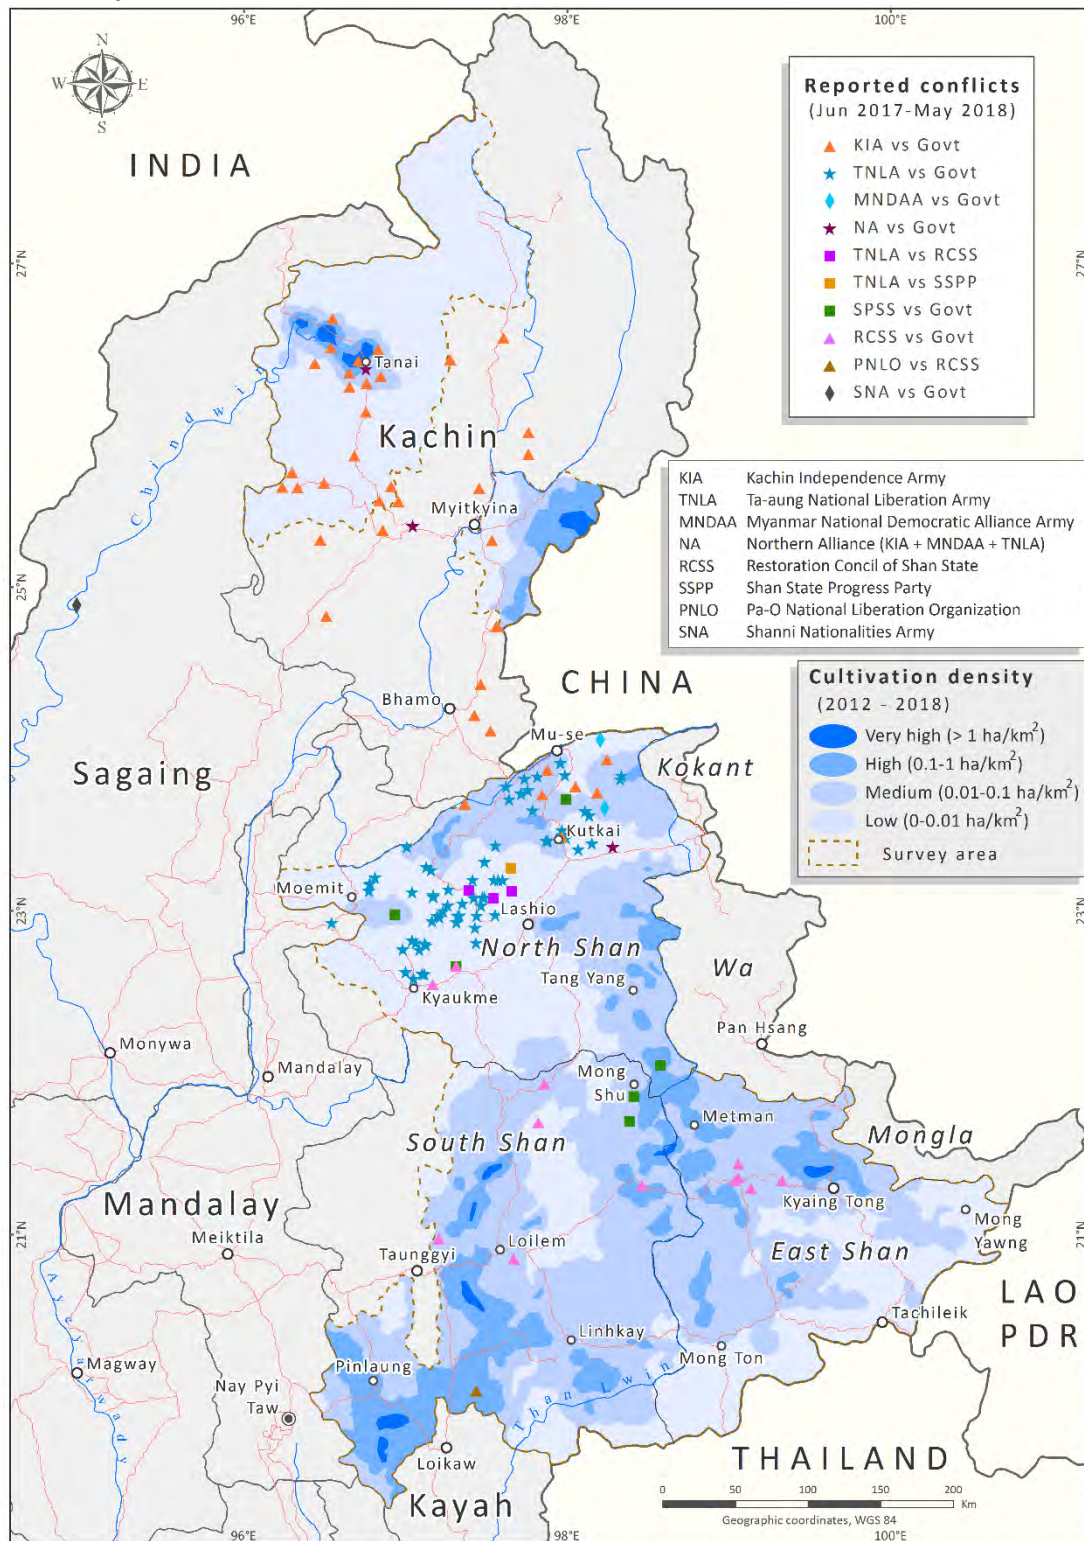 96°E
98°E
100°E
N
W
E
S
INDIA
27°N
27°N
Reported conflicts
(Jun 2017-May 2018)
KIA vs Govt
TNLA vs Govt
MNDAA vs Govt
NA vs Govt
TNLA vs RCSS
TNLA vs SSPP
SPSS vs Govt
RCSS vs Govt
PNLO vs RCSS
SNA vs Govt
Tanai
Chindwin
Kachin
Myitkyina
KIA Kachin Independence Army
TNLA Ta-aung National Liberation Army
MNDAA Myanmar National Democratic Alliance Army
NA Northern Alliance (KIA + MNDAA + TNLA)
RCSS Restoration Concil of Shan State
SSPP Shan State Progress Party
PNLO Pa-O National Liberation Organization
SNA Shanni Nationalities Army
25°N
CHINA
Bhamo
Mu-se
Kokant
Sagaing
Cultivation density
(2012 - 2018)
Very high (> 1 ha/km²)
High (0.1-1 ha/km²)
Medium (0.01-0.1 ha/km²)
Low (0-0.01 ha/km²)
Survey area
Kutkai
Moemit
23°N
23°N
Lashio
North Shan
Tang Yang
Wa
Kyaukme
Pan Hsang
Monywa
Mandalay
Mong
Shu
Metman
South Shan
Mongla
Mandalay
Kyaing Tong
21°N
21°N
Meiktila
Taunggyi
Loilem
Mong
Yawng
East Shan
Ayeyarwady
LAO
PDR
Tachileik
Linhkay
Mong Ton
Magway
Pinlaung
Than Lwin
Nay Pyi
Taw
Loikaw
THAILAND
Kayah
0 50 100 150 200
Km
Geographic coordinates, WGS 84
96°E
98°E
100°E